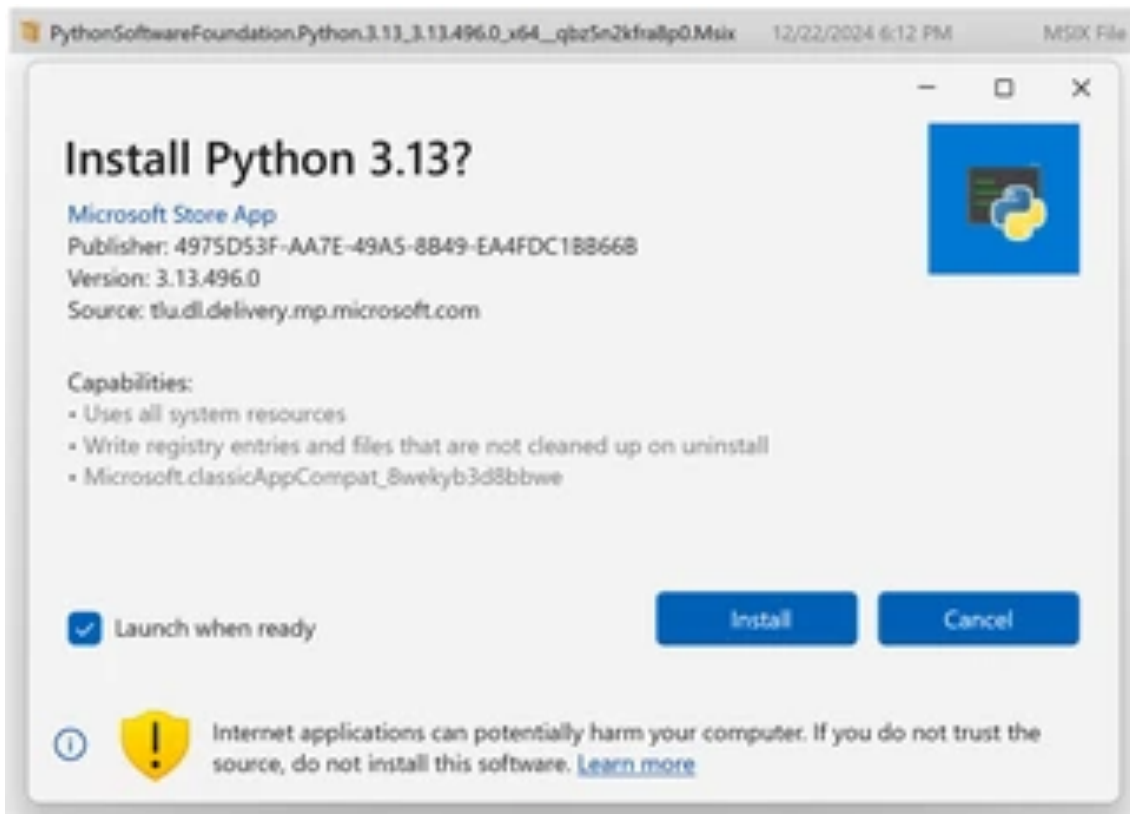 PythonSoftwareFoundation.Python.3.13_3.13.496.0_x64__qbz5n2kfra8p0.Msix 12/22/2024 6:12 PM MSIX File
Install Python 3.13?
Microsoft Store App
Publisher: 4975D53F-AA7E-49A5-8B49-EA4FDC1BB66B
Version: 3.13.496.0
Source: tlu.dl.delivery.mp.microsoft.com
Capabilities:
• Uses all system resources
• Write registry entries and files that are not cleaned up on uninstall
• Microsoft.classicAppCompat_8wekyb3d8bbwe
Launch when ready
Install
Cancel
Internet applications can potentially harm your computer. If you do not trust the
source, do not install this software. Learn more